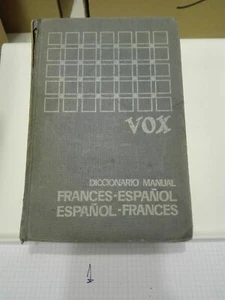 VOX
DICCIONARIO MANUAL
FRANCES-ESPAÑOL
ESPAÑOL-FRANCES